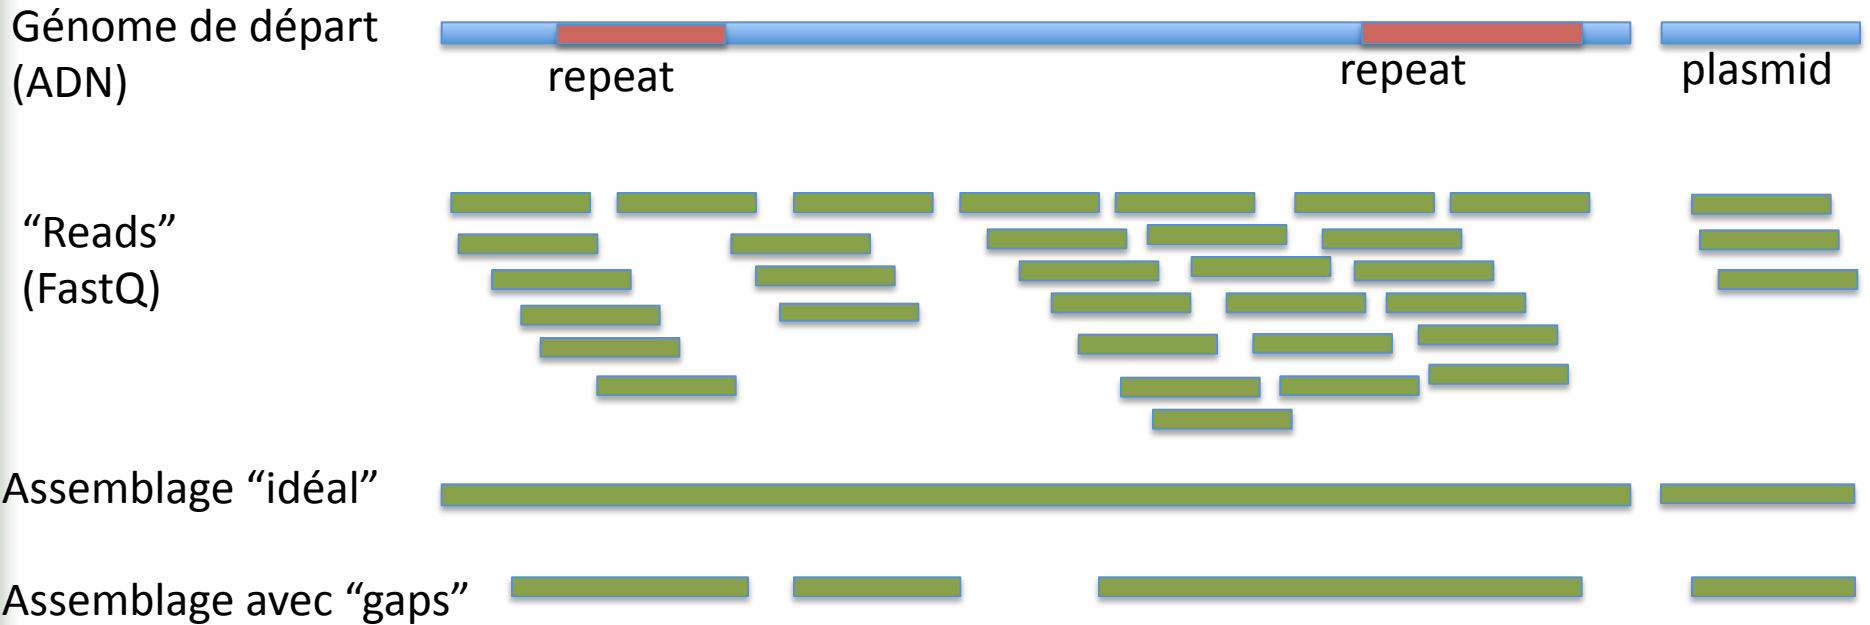 Génome de départ
(ADN)
repeat
repeat
plasmid
“Reads”
(FastQ)
Assemblage “idéal”
Assemblage avec “gaps”